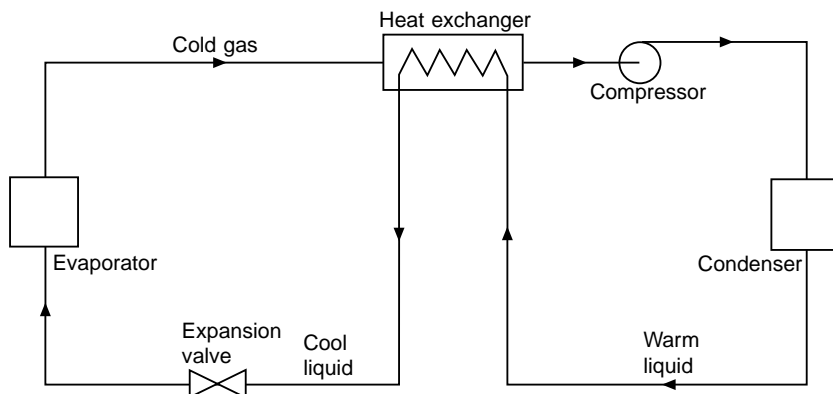 Heat exchanger
Cold gas
Compressor
Evaporator
Condenser
Expansion
valve
Cool
liquid
Warm
liquid